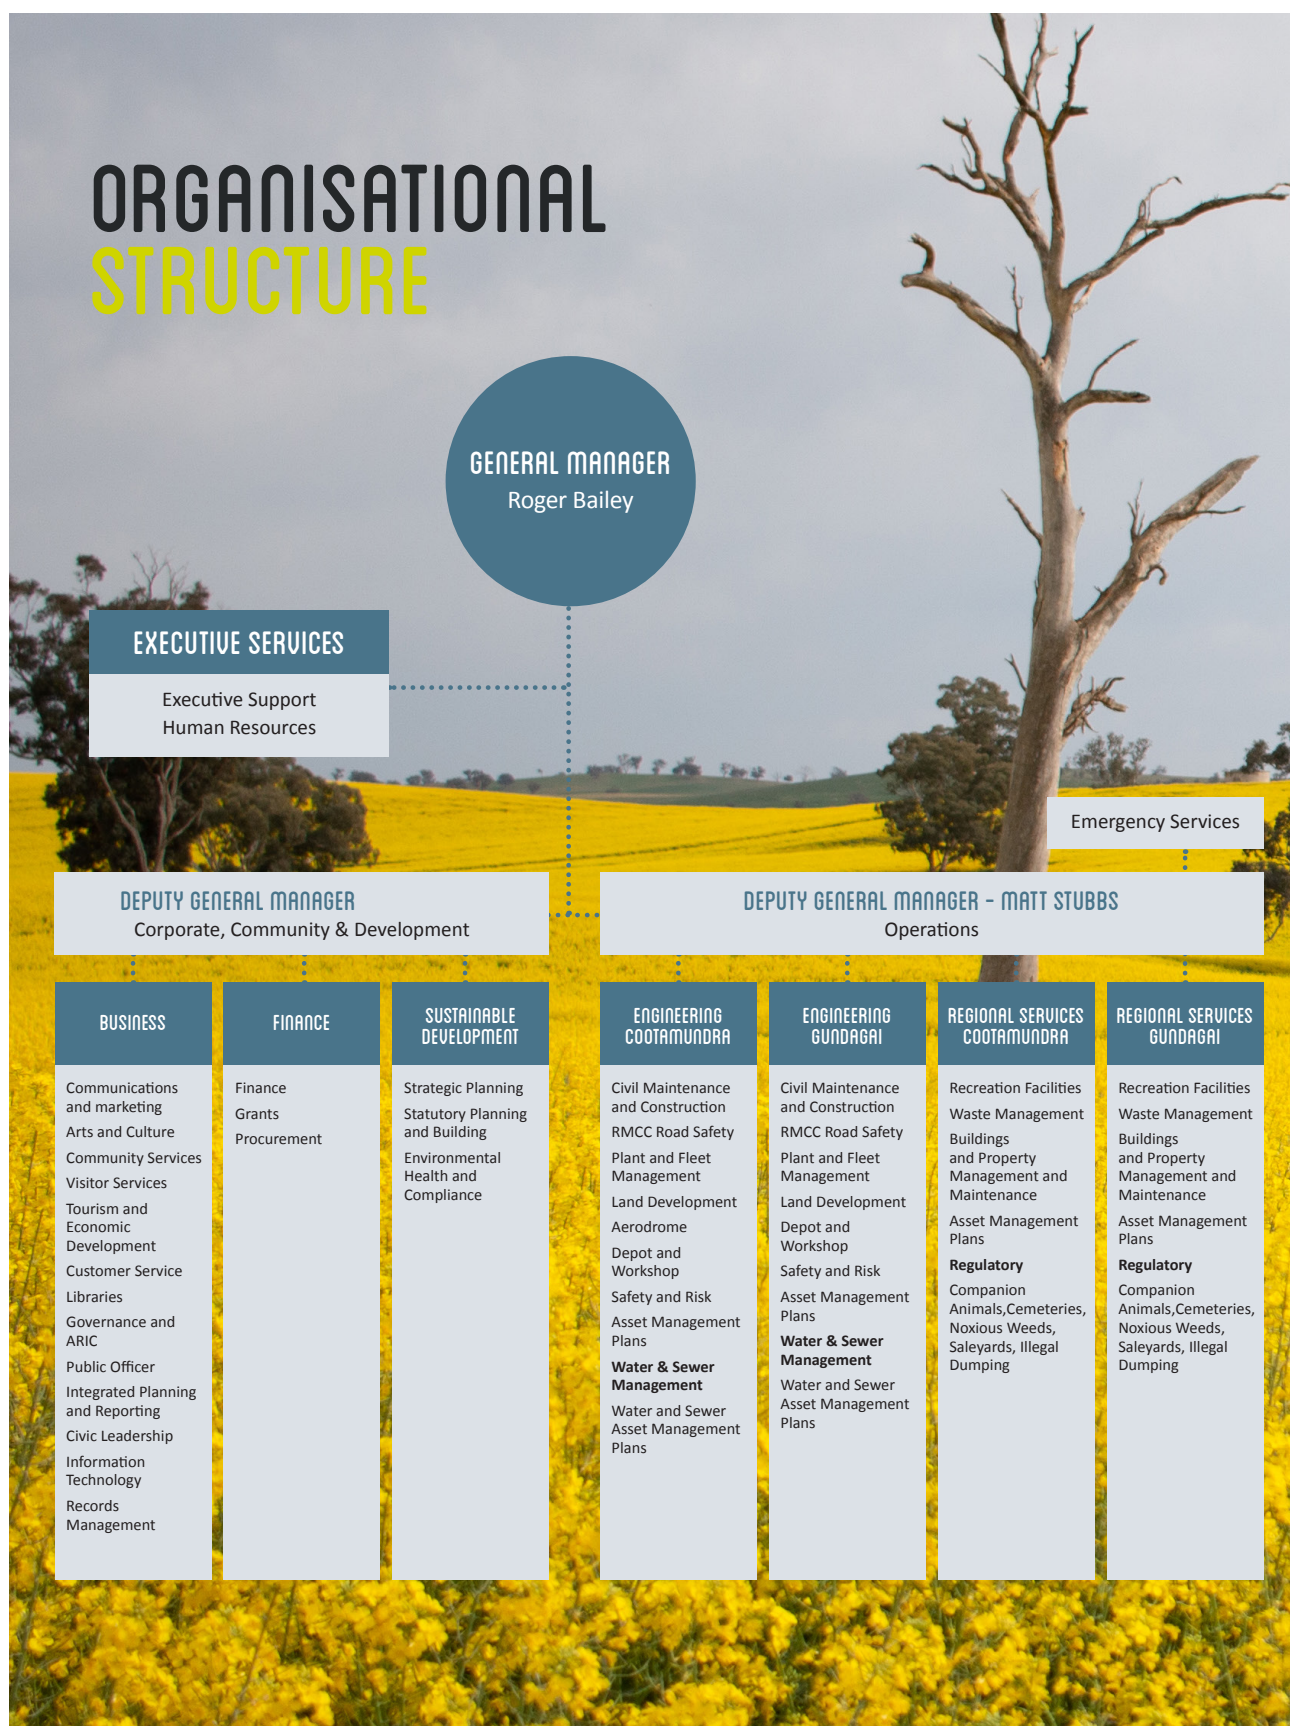 ORGANISATIONAL
STRUCTURE
GENERAL MANAGER
Roger Bailey
EXECUTIVE SERVICES
Executive Support
Human Resources
Emergency Services
DEPUTY GENERAL MANAGER
Corporate, Community & Development
DEPUTY GENERAL MANAGER - MATT STUBBS
Operations
BUSINESS
Communications
and marketing
Arts and Culture
Community Services
Visitor Services
Tourism and
Economic
Development
Customer Service
Libraries
Governance and
ARIC
Public Officer
Integrated Planning
and Reporting
Civic Leadership
Information
Technology
Records
Management
FINANCE
Finance
Grants
Procurement
SUSTAINABLE
DEVELOPMENT
Strategic Planning
Statutory Planning
and Building
Environmental
Health and
Compliance
ENGINEERING
COOTAMUNDRA
Civil Maintenance
and Construction
RMCC Road Safety
Plant and Fleet
Management
Land Development
Aerodrome
Depot and
Workshop
Safety and Risk
Asset Management
Plans
Water & Sewer
Management
Water and Sewer
Asset Management
Plans
ENGINEERING
GUNDAGAI
Civil Maintenance
and Construction
RMCC Road Safety
Plant and Fleet
Management
Land Development
Depot and
Workshop
Safety and Risk
Asset Management
Plans
Water & Sewer
Management
Water and Sewer
Asset Management
Plans
REGIONAL SERVICES
COOTAMUNDRA
Recreation Facilities
Waste Management
Buildings
and Property
Management and
Maintenance
Asset Management
Plans
Regulatory
Companion
Animals,Cemeteries,
Noxious Weeds,
Saleyards, Illegal
Dumping
REGIONAL SERVICES
GUNDAGAI
Recreation Facilities
Waste Management
Buildings
and Property
Management and
Maintenance
Asset Management
Plans
Regulatory
Companion
Animals,Cemeteries,
Noxious Weeds,
Saleyards, Illegal
Dumping